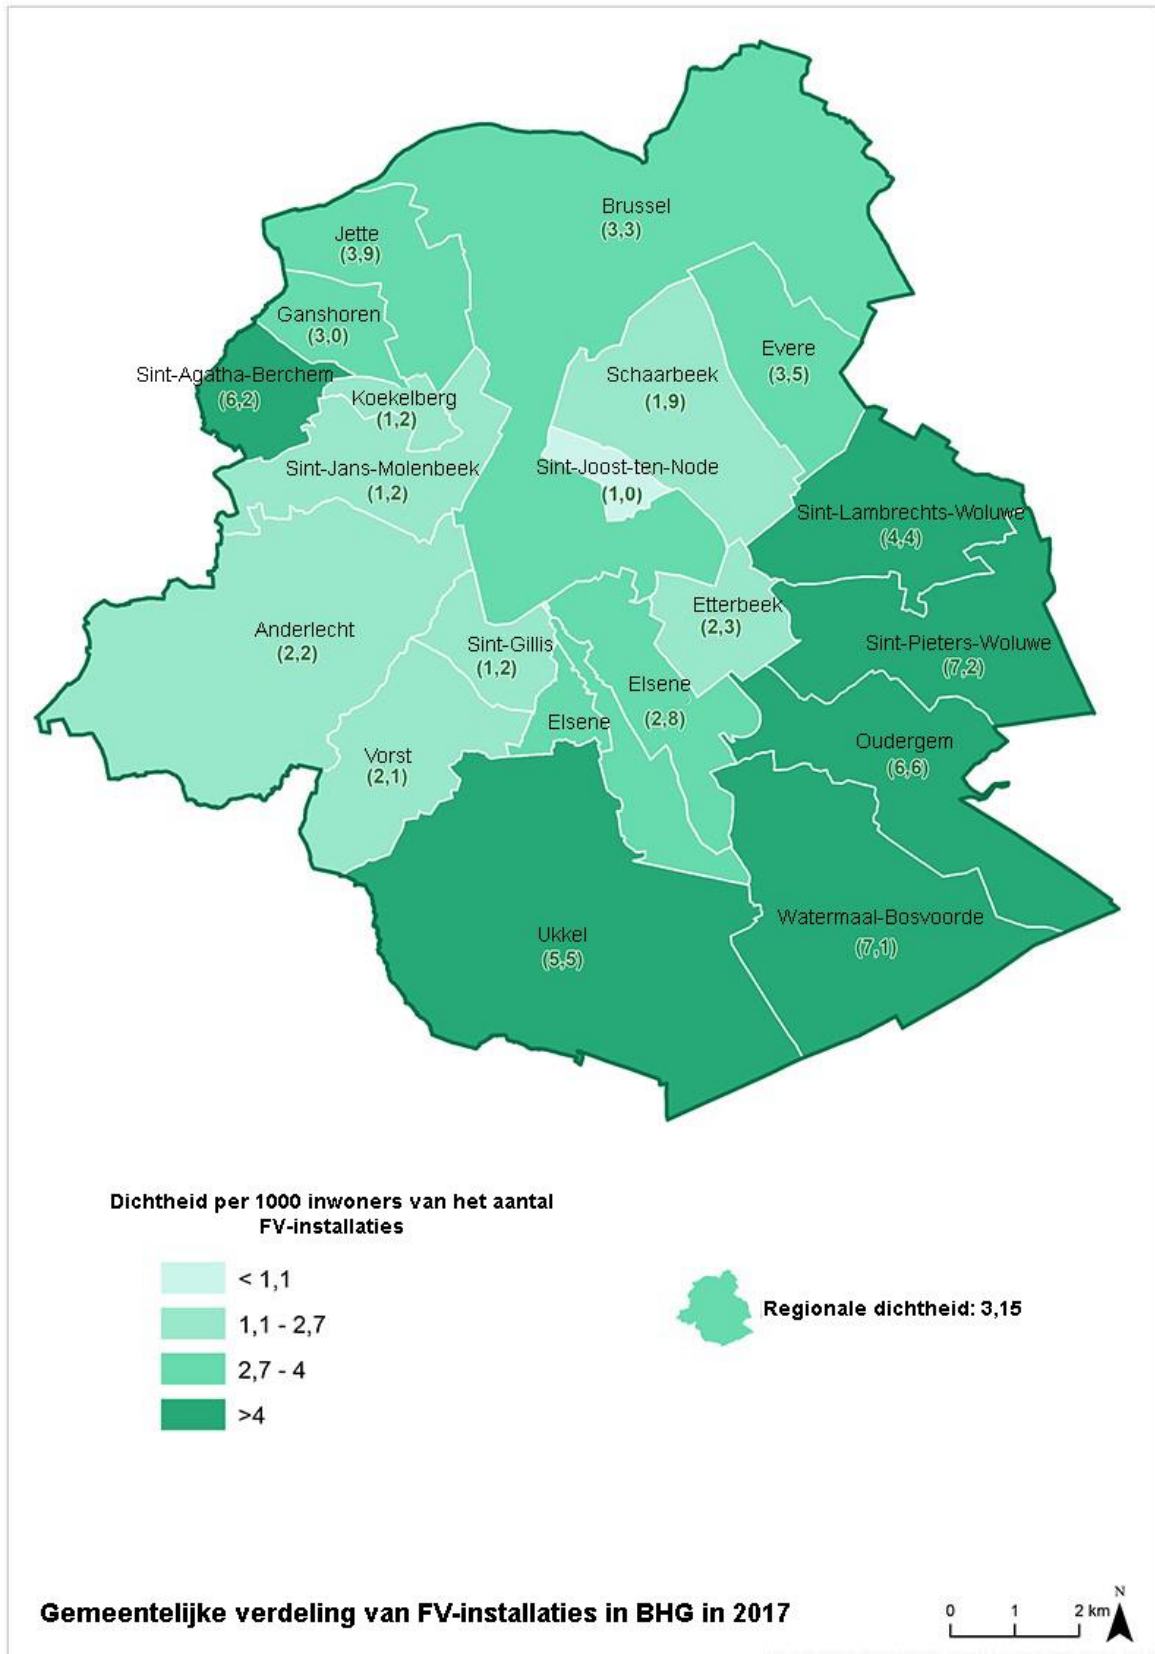 Brussel
(3,3)
Jette
(3,9)
Ganshoren
(3,0)
Evere
(3,5)
Sint-Agatha-Berchem
(6,2)
Schaarbeek
(1,9)
Koekelberg
(1,2)
Sint-Jans-Molenbeek
(1,2)
Sint-Joost-ten-Node
(1,0)
Sint-Lambrechts-Woluwe
(4,4)
Etterbeek
(2,3)
Anderlecht
(2,2)
Sint-Gillis
(1,2)
Sint-Pieters-Woluwe
(7,2)
Elsene
(2,8)
Elsene
Oudergem
(6,6)
Vorst
(2,1)
Watermaal-Bosvoorde
(7,1)
Ukkel
(5,5)
Dichtheid per 1000 inwoners van het aantal
FV-installaties
< 1,1
1,1 - 2,7
2,7 - 4
>4
Regionale dichtheid: 3,15
Gemeentelijke verdeling van FV-installaties in BHG in 2017
0 1 2 km
N